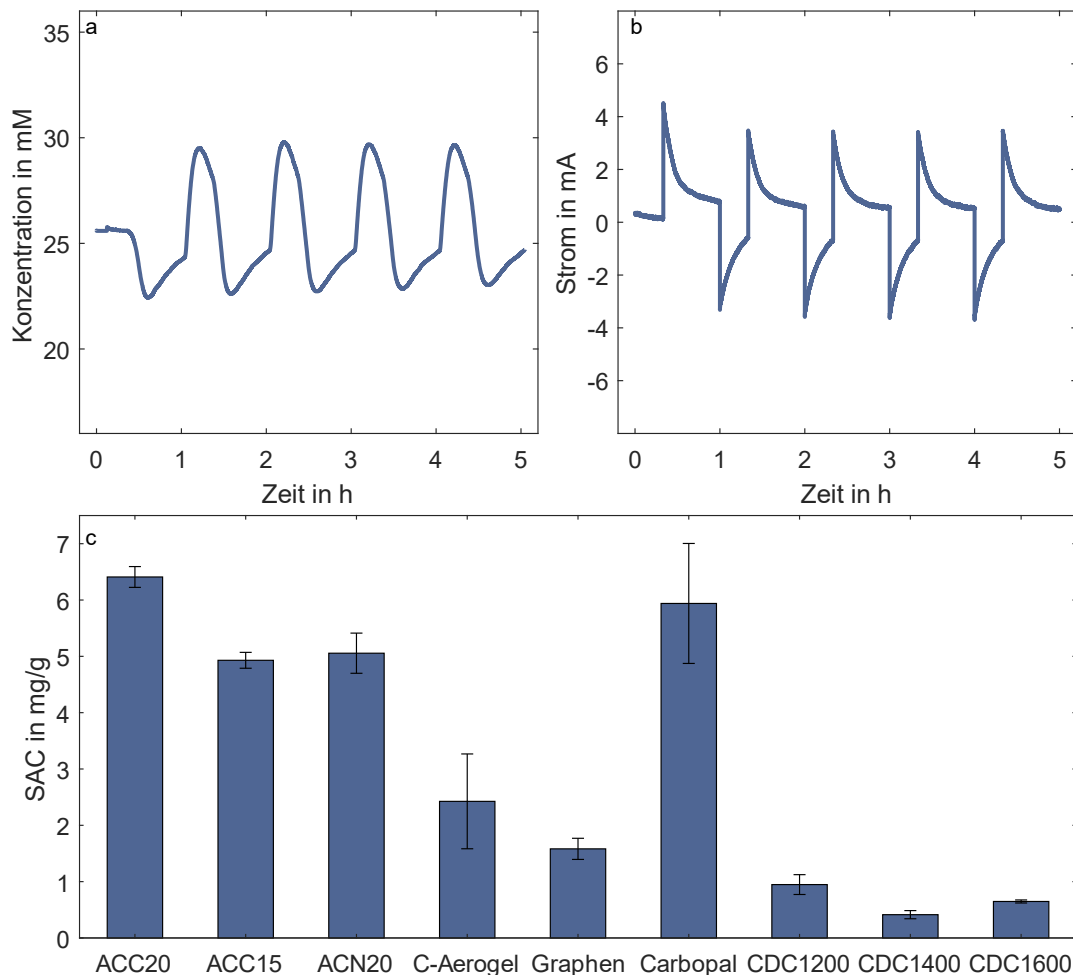 a
35
30
25
20
Konzentration in mM
0 1 2 3 4 5
Zeit in h
b
6
4
2
0
-2
-4
-6
Strom in mA
0 1 2 3 4 5
Zeit in h
c
7
6
5
4
3
2
1
0
SAC in mg/g
ACC20 ACC15 ACN20 C-Aerogel Graphen Carbopal CDC1200 CDC1400 CDC1600